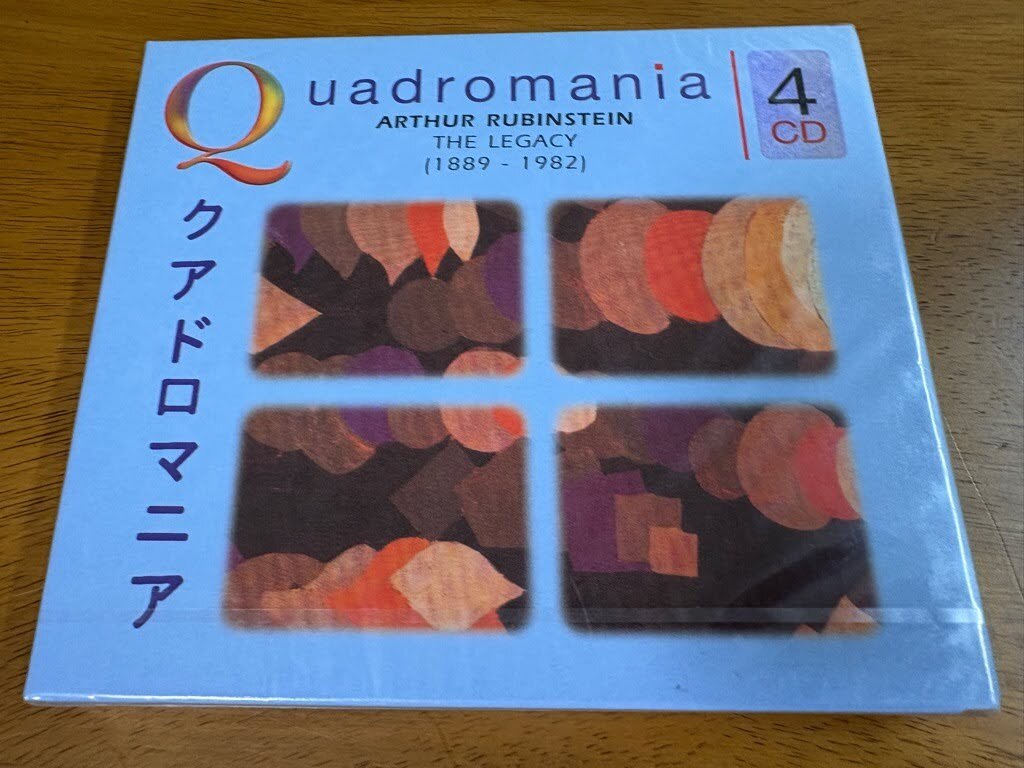 Quadromania
ARTHUR RUBINSTEIN
THE LEGACY
(1889 - 1982)
4
CD
クアドロマニア